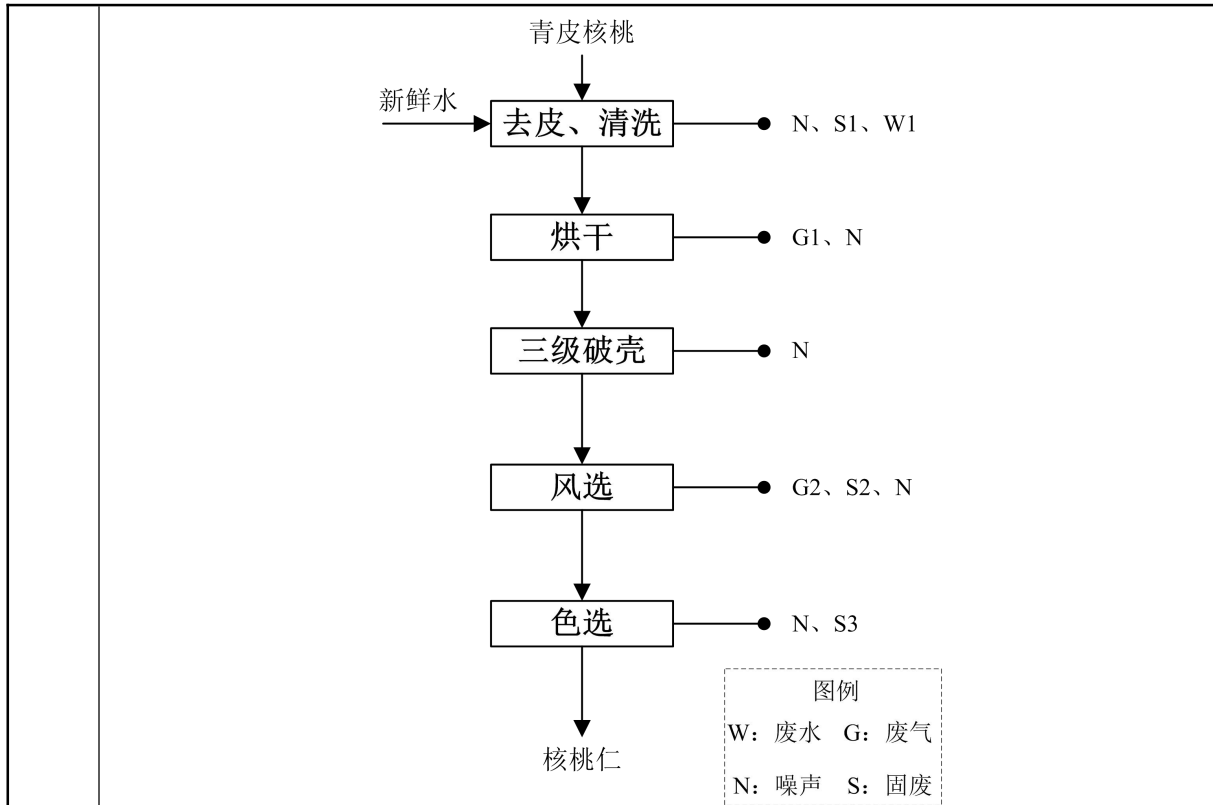 青皮核桃
新鲜水
去皮、清洗
N、S1、W1
烘干
G1、N
三级破壳
N
风选
G2、S2、N
色选
N、S3
图例
W：废水 G：废气
核桃仁
N：噪声 S：固废